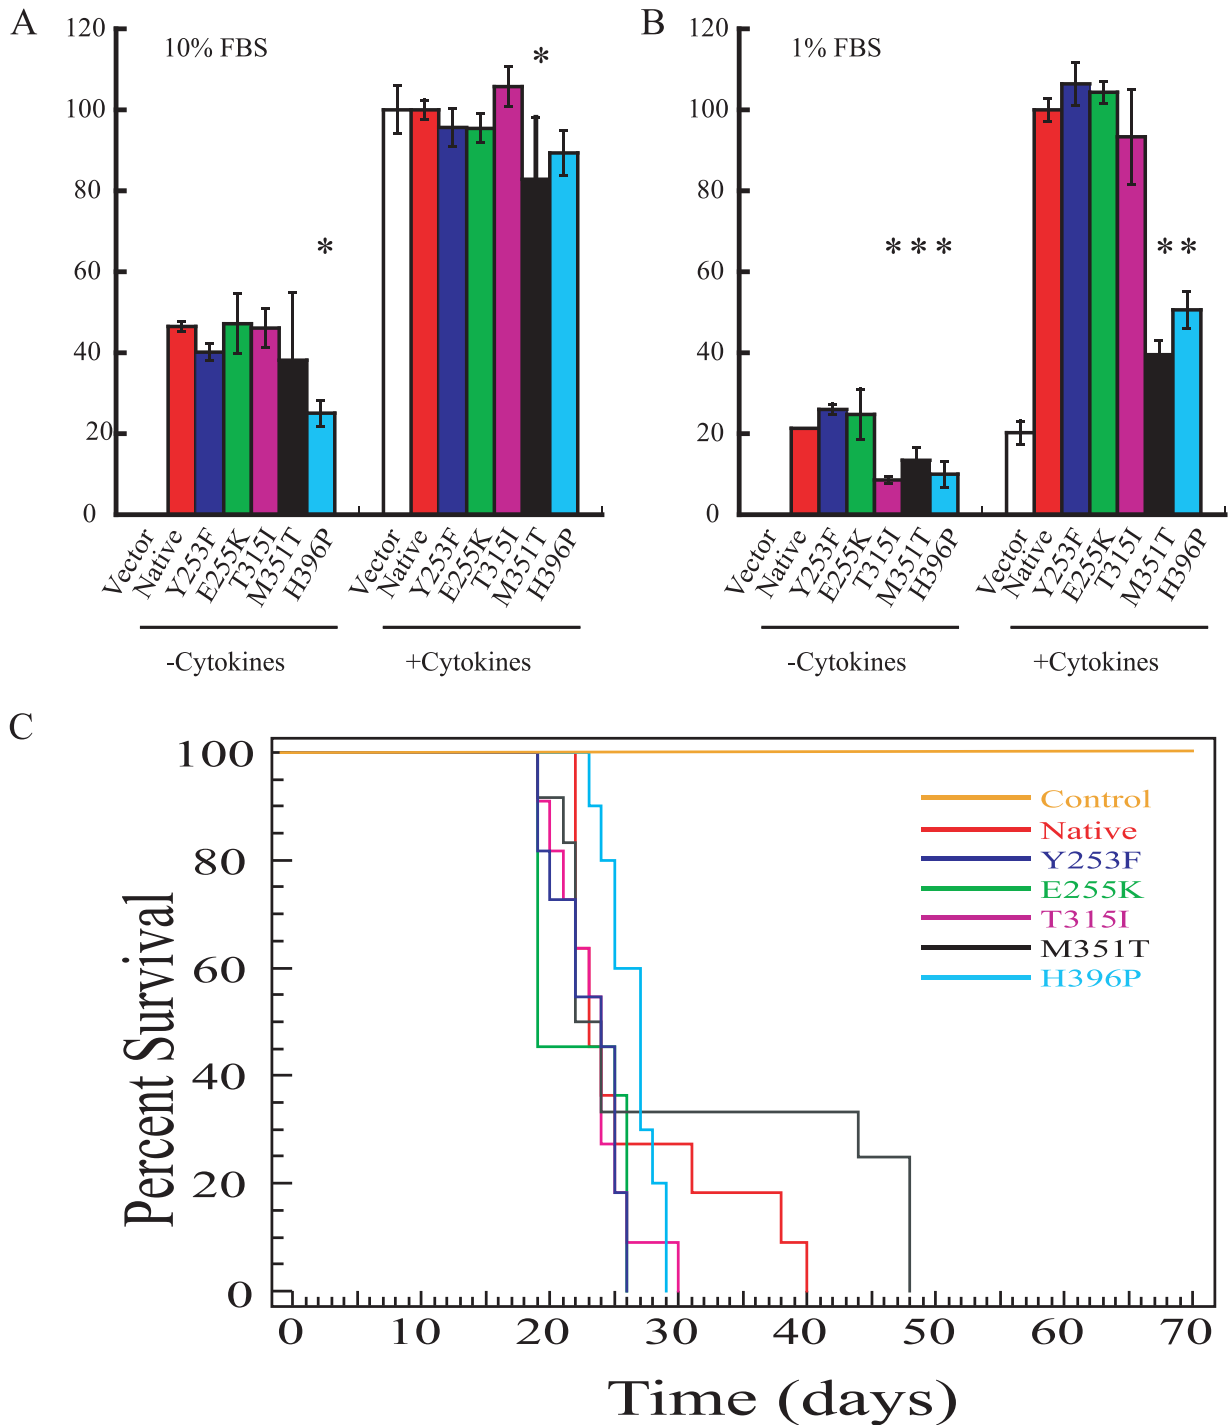 A
10% FBS
120
100
80
60
40
20
0
*
*
Vector
Native
Y253F
E255K
T315I
M351T
H396P
Vector
Native
Y253F
E255K
T315I
M351T
H396P
-Cytokines
+Cytokines
B
1% FBS
120
100
80
60
40
20
0
* * *
* *
Vector
Native
Y253F
E255K
T315I
M351T
H396P
Vector
Native
Y253F
E255K
T315I
M351T
H396P
-Cytokines
+Cytokines
C
Percent Survival
100
80
60
40
20
0
Control
Native
Y253F
E255K
T315I
M351T
H396P
0 10 20 30 40 50 60 70
Time (days)